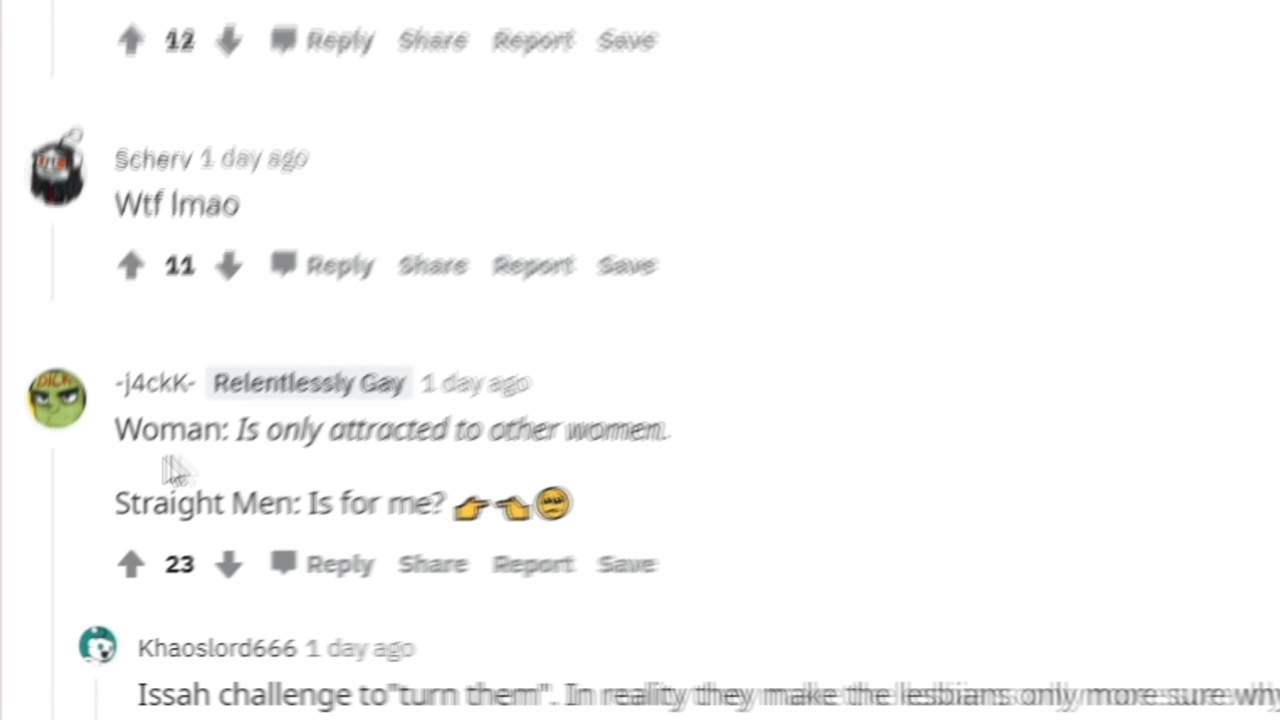 12 Reply Share Report Save
Scherv 1 day ago
Wtf lmao
11 Reply Share Report Save
DICK
-j4ckK- Relentlessly Gay 1 day ago
Woman: Is only attracted to other women.
Straight Men: Is for me? 👉👈🥺
23 Reply Share Report Save
Khaoslord666 1 day ago
Issah challenge to"turn them". In reality they make the lesbians only more sure why